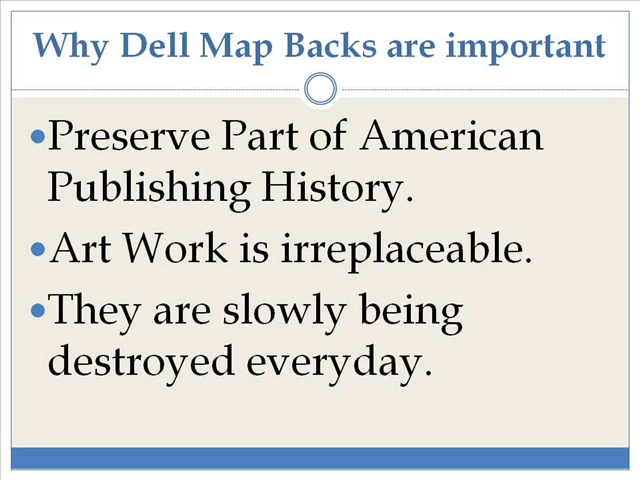 Why Dell Map Backs are important
•Preserve Part of American
Publishing History.
•Art Work is irreplaceable.
•They are slowly being
destroyed everyday.